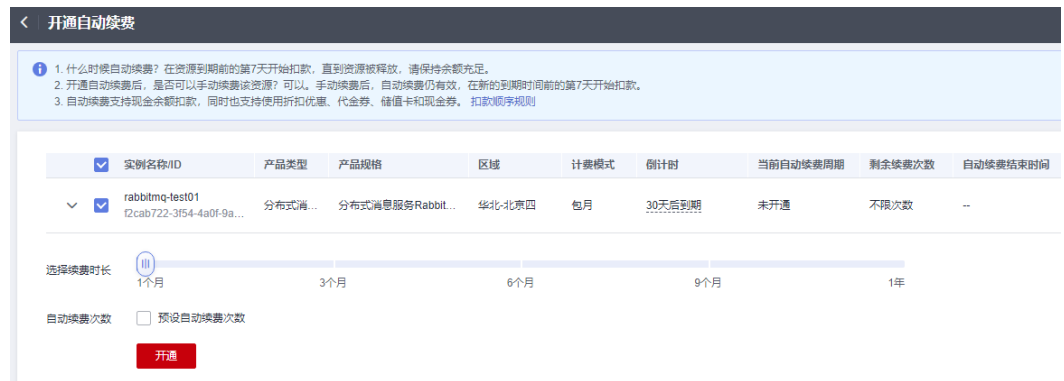 开通自动续费
1. 什么时候自动续费？在资源到期前的第7天开始扣款，直到资源被释放，请保持余额充足。
2. 开通自动续费后，是否可以手动续费该资源？可以。手动续费后，自动续费仍有效，在新的到期时间前的第7天开始扣款。
3. 自动续费支持现金余额扣款，同时也支持使用折扣优惠、代金券、储值卡和现金券。 扣款顺序规则
实例名称/ID 产品类型 产品规格 区域 计费模式 倒计时 当前自动续费周期 剩余续费次数 自动续费结束时间
rabbitmq-test01
f2cab722-3f54-4a0f-9a... 分布式消... 分布式消息服务Rabbit... 华北-北京四 包月 30天后到期 未开通 不限次数 --
选择续费时长
1个月 3个月 6个月 9个月 1年
自动续费次数 预设自动续费次数
开通